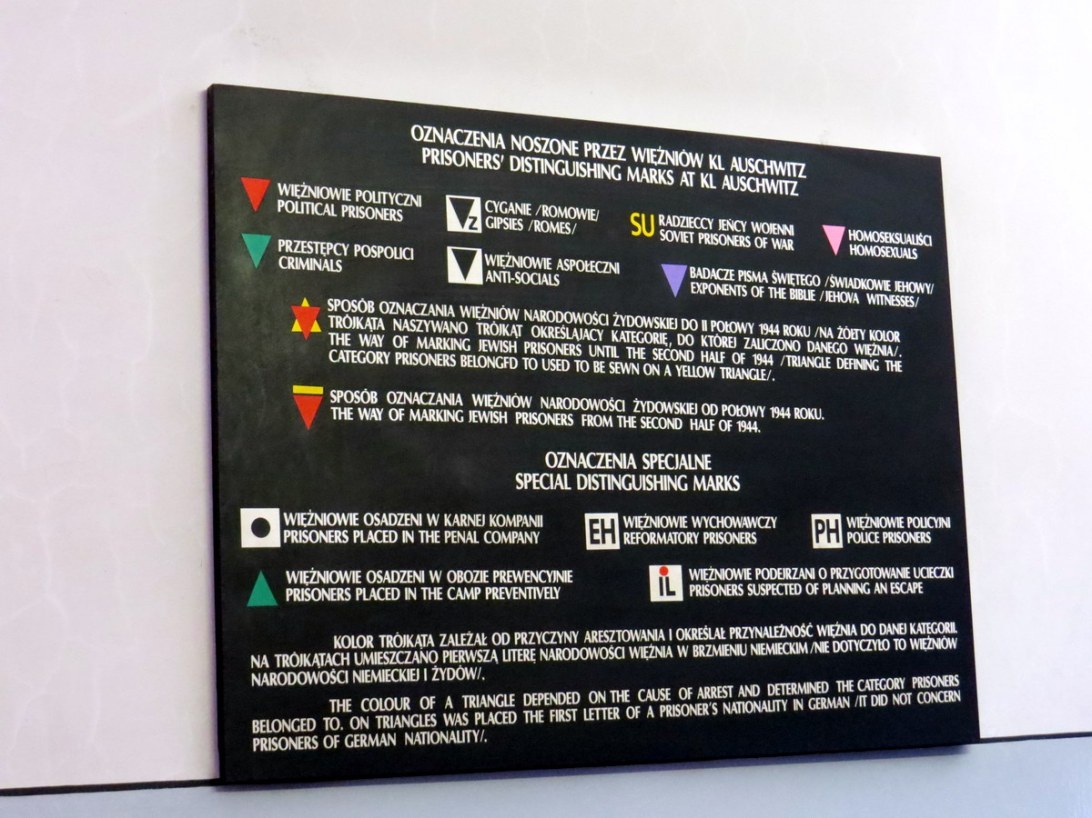 OZNACZENIA NOSZONE PRZEZ WIĘŹNIÓW KL AUSCHWITZ
PRISONERS' DISTINGUISHING MARKS AT KL AUSCHWITZ
WIĘŹNIOWIE POLITYCZNI
POLITICAL PRISONERS
Z
CYGANIE /ROMOWIE/
GIPSIES /ROMES/
SU
RADZIECCY JEŃCY WOJENNI
SOVIET PRISONERS OF WAR
HOMOSEKSUALIŚCI
HOMOSEXUALS
PRZESTĘPCY POSPOLICI
CRIMINALS
WIĘŹNIOWIE ASPOŁECZNI
ANTI-SOCIALS
BADACZE PISMA ŚWIĘTEGO /ŚWIADKOWIE JEHOWY/
EXPONENTS OF THE BIBLIE /JEHOVA WITNESSES/
SPOSÓB OZNACZANIA WIĘŹNIÓW NARODOWOŚCI ŻYDOWSKIEJ DO II POŁOWY 1944 ROKU /NA ŻÓŁTY KOLOR
TRÓJKĄTA NASZYWANO TRÓJKĄT OKREŚLAJĄCY KATEGORIĘ, DO KTÓREJ ZALICZONO DANEGO WIĘŹNIA/.
THE WAY OF MARKING JEWISH PRISONERS UNTIL THE SECOND HALF OF 1944 /TRIANGLE DEFINING THE
CATEGORY PRISONERS BELONGFD TO USED TO BE SEWN ON A YELLOW TRIANGLE/.
SPOSÓB OZNACZANIA WIĘŹNIÓW NARODOWOŚCI ŻYDOWSKIEJ OD POŁOWY 1944 ROKU.
THE WAY OF MARKING JEWISH PRISONERS FROM THE SECOND HALF OF 1944.
OZNACZENIA SPECJALNE
SPECIAL DISTINGUISHING MARKS
WIĘŹNIOWIE OSADZENI W KARNEJ KOMPANII
PRISONERS PLACED IN THE PENAL COMPANY
EH
WIĘŹNIOWIE WYCHOWAWCZY
REFORMATORY PRISONERS
PH
WIĘŹNIOWIE POLICYJNI
POLICE PRISONERS
WIĘŹNIOWIE OSADZENI W OBOZIE PREWENCYJNIE
PRISONERS PLACED IN THE CAMP PREVENTIVELY
iL
WIĘŹNIOWIE PODEJRZANI O PRZYGOTOWANIE UCIECZKI
PRISONERS SUSPECTED OF PLANNING AN ESCAPE
KOLOR TRÓJKĄTA ZALEŻAŁ OD PRZYCZYNY ARESZTOWANIA I OKREŚLAŁ PRZYNALEŻNOŚĆ WIĘŹNIA DO DANEJ KATEGORII.
NA TRÓJKĄTACH UMIESZCZANO PIERWSZĄ LITERĘ NARODOWOŚCI WIĘŹNIA W BRZMIENIU NIEMIECKIM /NIE DOTYCZYŁO TO WIĘŹNIÓW
NARODOWOŚCI NIEMIECKIEJ I ŻYDÓW/.
THE COLOUR OF A TRIANGLE DEPENDED ON THE CAUSE OF ARREST AND DETERMINED THE CATEGORY PRISONERS
BELONGED TO. ON TRIANGLES WAS PLACED THE FIRST LETTER OF A PRISONER'S NATIONALITY IN GERMAN /IT DID NOT CONCERN
PRISONERS OF GERMAN NATIONALITY/.